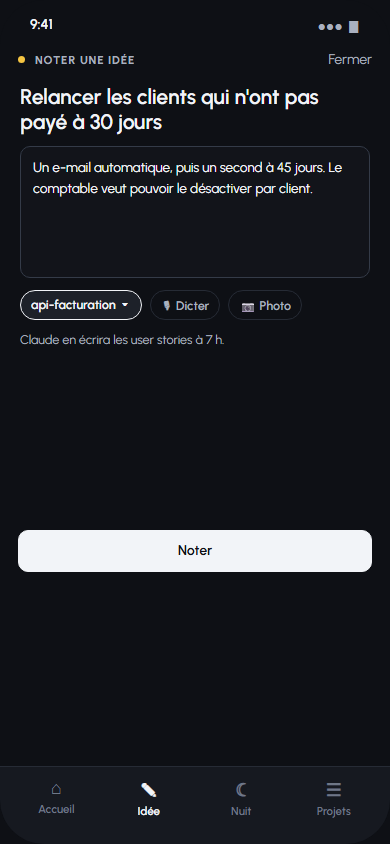 9:41
NOTER UNE IDÉE
Fermer
Relancer les clients qui n'ont pas
payé à 30 jours
Un e-mail automatique, puis un second à 45 jours. Le
comptable veut pouvoir le désactiver par client.
api-facturation
Dicter
Photo
Claude en écrira les user stories à 7 h.
Noter
Accueil
Idée
Nuit
Projets